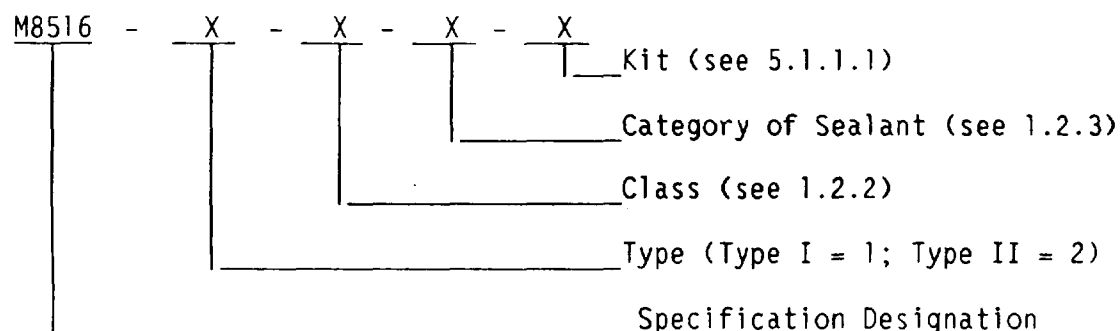 M8516 - X - X - X - X
Kit (see 5.1.1.1)
Category of Sealant (see 1.2.3)
Class (see 1.2.2)
Type (Type I = 1; Type II = 2)
Specification Designation